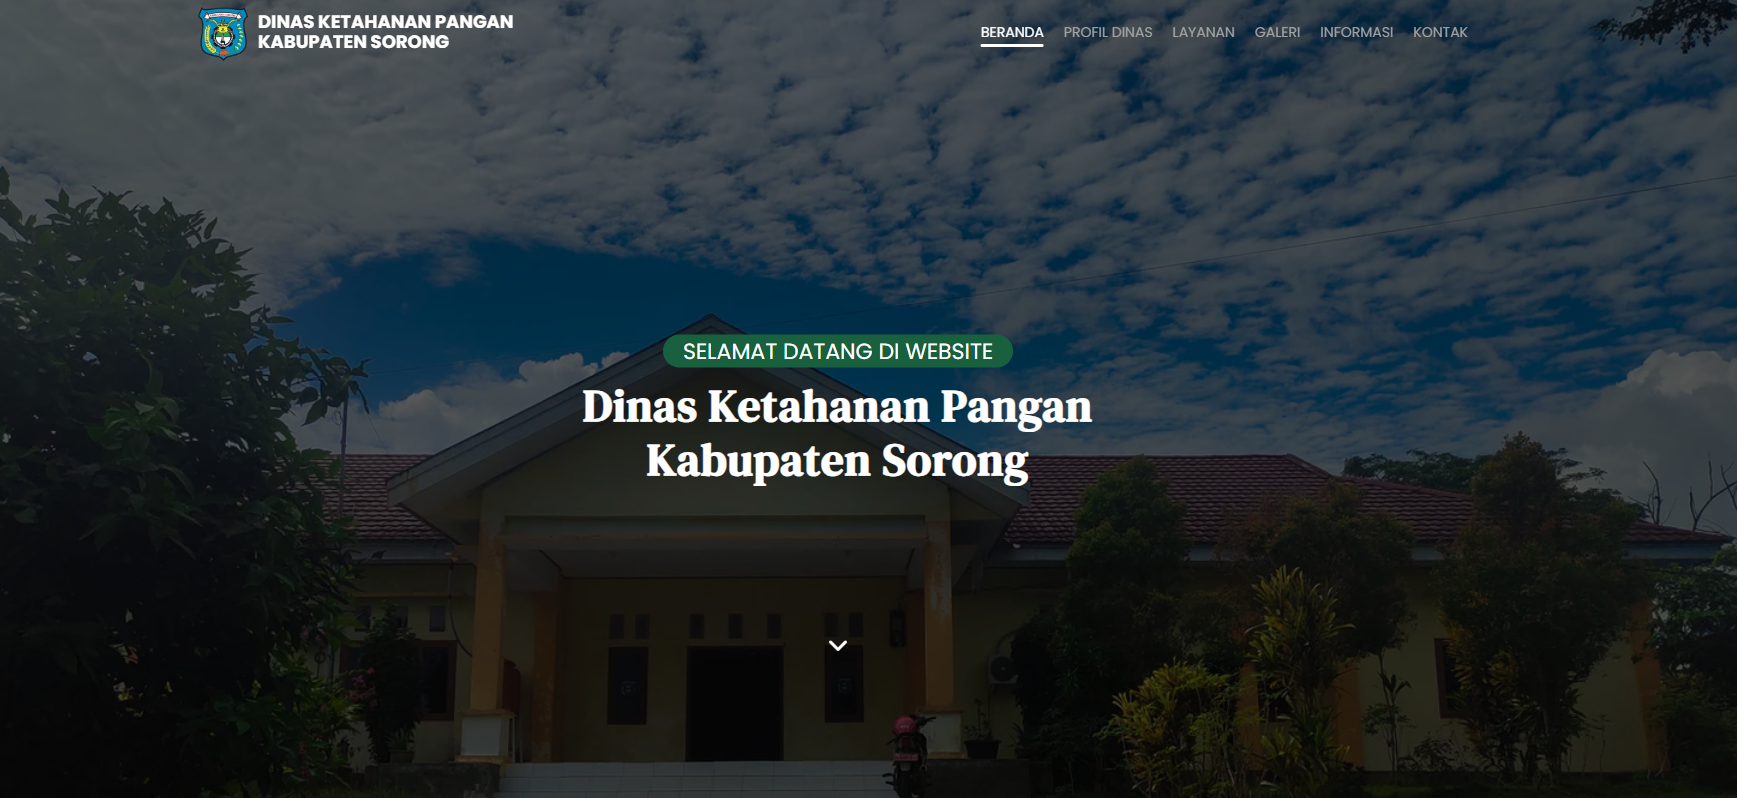 DINAS KETAHANAN PANGAN
KABUPATEN SORONG
BERANDA PROFIL DINAS LAYANAN GALERI INFORMASI KONTAK
SELAMAT DATANG DI WEBSITE
Dinas Ketahanan Pangan
Kabupaten Sorong